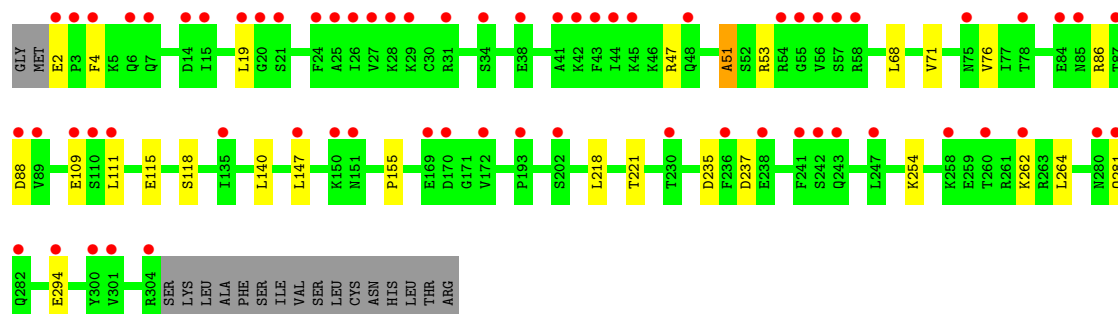 GLY MET E2 P3 F4 K5 Q6 Q7 D14 I15 L19 G20 S21 F24 A25 I26 V27 K28 K29 C30 R31 S34 E38 A41 K42 F43 I44 K45 K46 R47 Q48 A51 S52 R53 R54 G55 V56 S57 R58 L68 V71 N75 V76 I77 T78 E84 N85 R86 T87
D88 V89 E109 S110 L111 E115 S118 I135 L140 L147 K150 N151 P155 E169 D170 G171 V172 P193 S202 L218 T221 T230 D235 F236 D237 E238 F241 S242 Q243 L247 K254 K258 E259 T260 R261 K262 R263 L264 N280
Q282 E294 Y300 V301 R304 SER LYS LEU ALA PHE SER ILE VAL SER LEU CYS ASN HIS LEU THR ARG